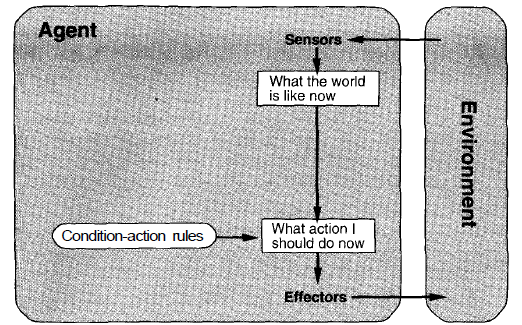 Agent
Sensors
What the world
is like now
Environment
Condition-action rules
What action I
should do now
Effectors